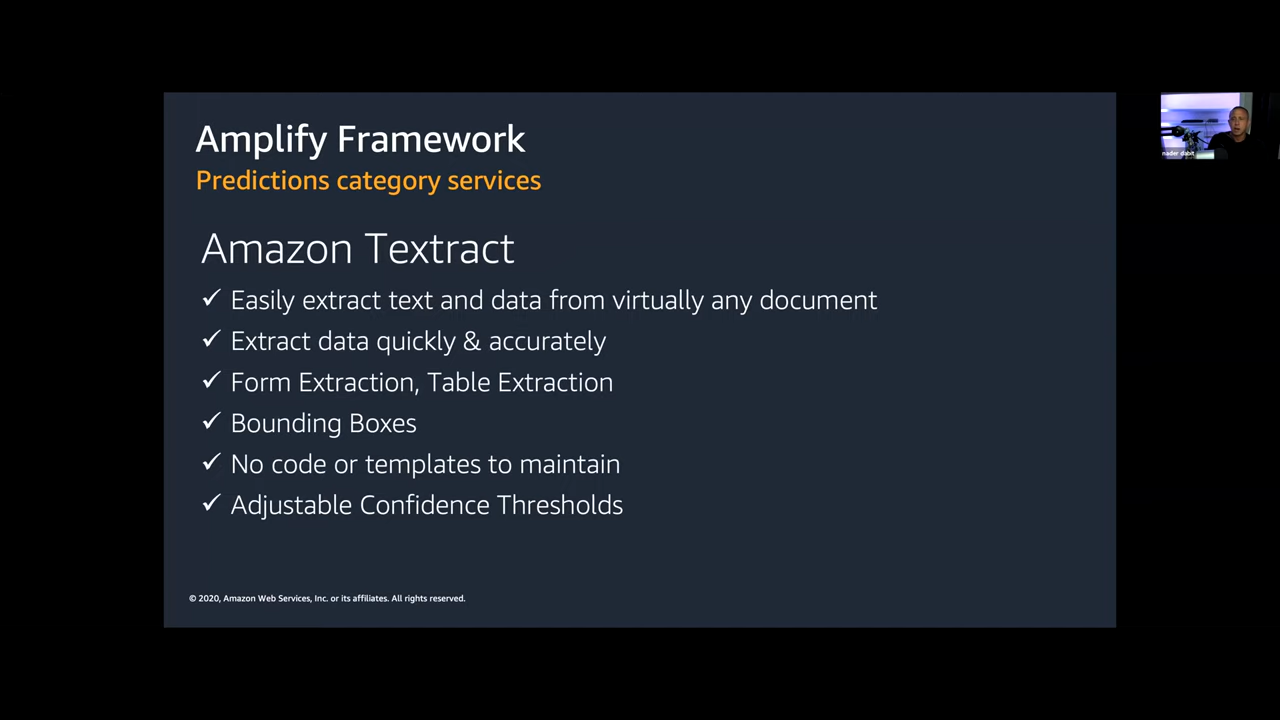 Amplify Framework
Predictions category services
Amazon Textract
✓ Easily extract text and data from virtually any document
✓ Extract data quickly & accurately
✓ Form Extraction, Table Extraction
✓ Bounding Boxes
✓ No code or templates to maintain
✓ Adjustable Confidence Thresholds
© 2020, Amazon Web Services, Inc. or its affiliates. All rights reserved.
nader dabit